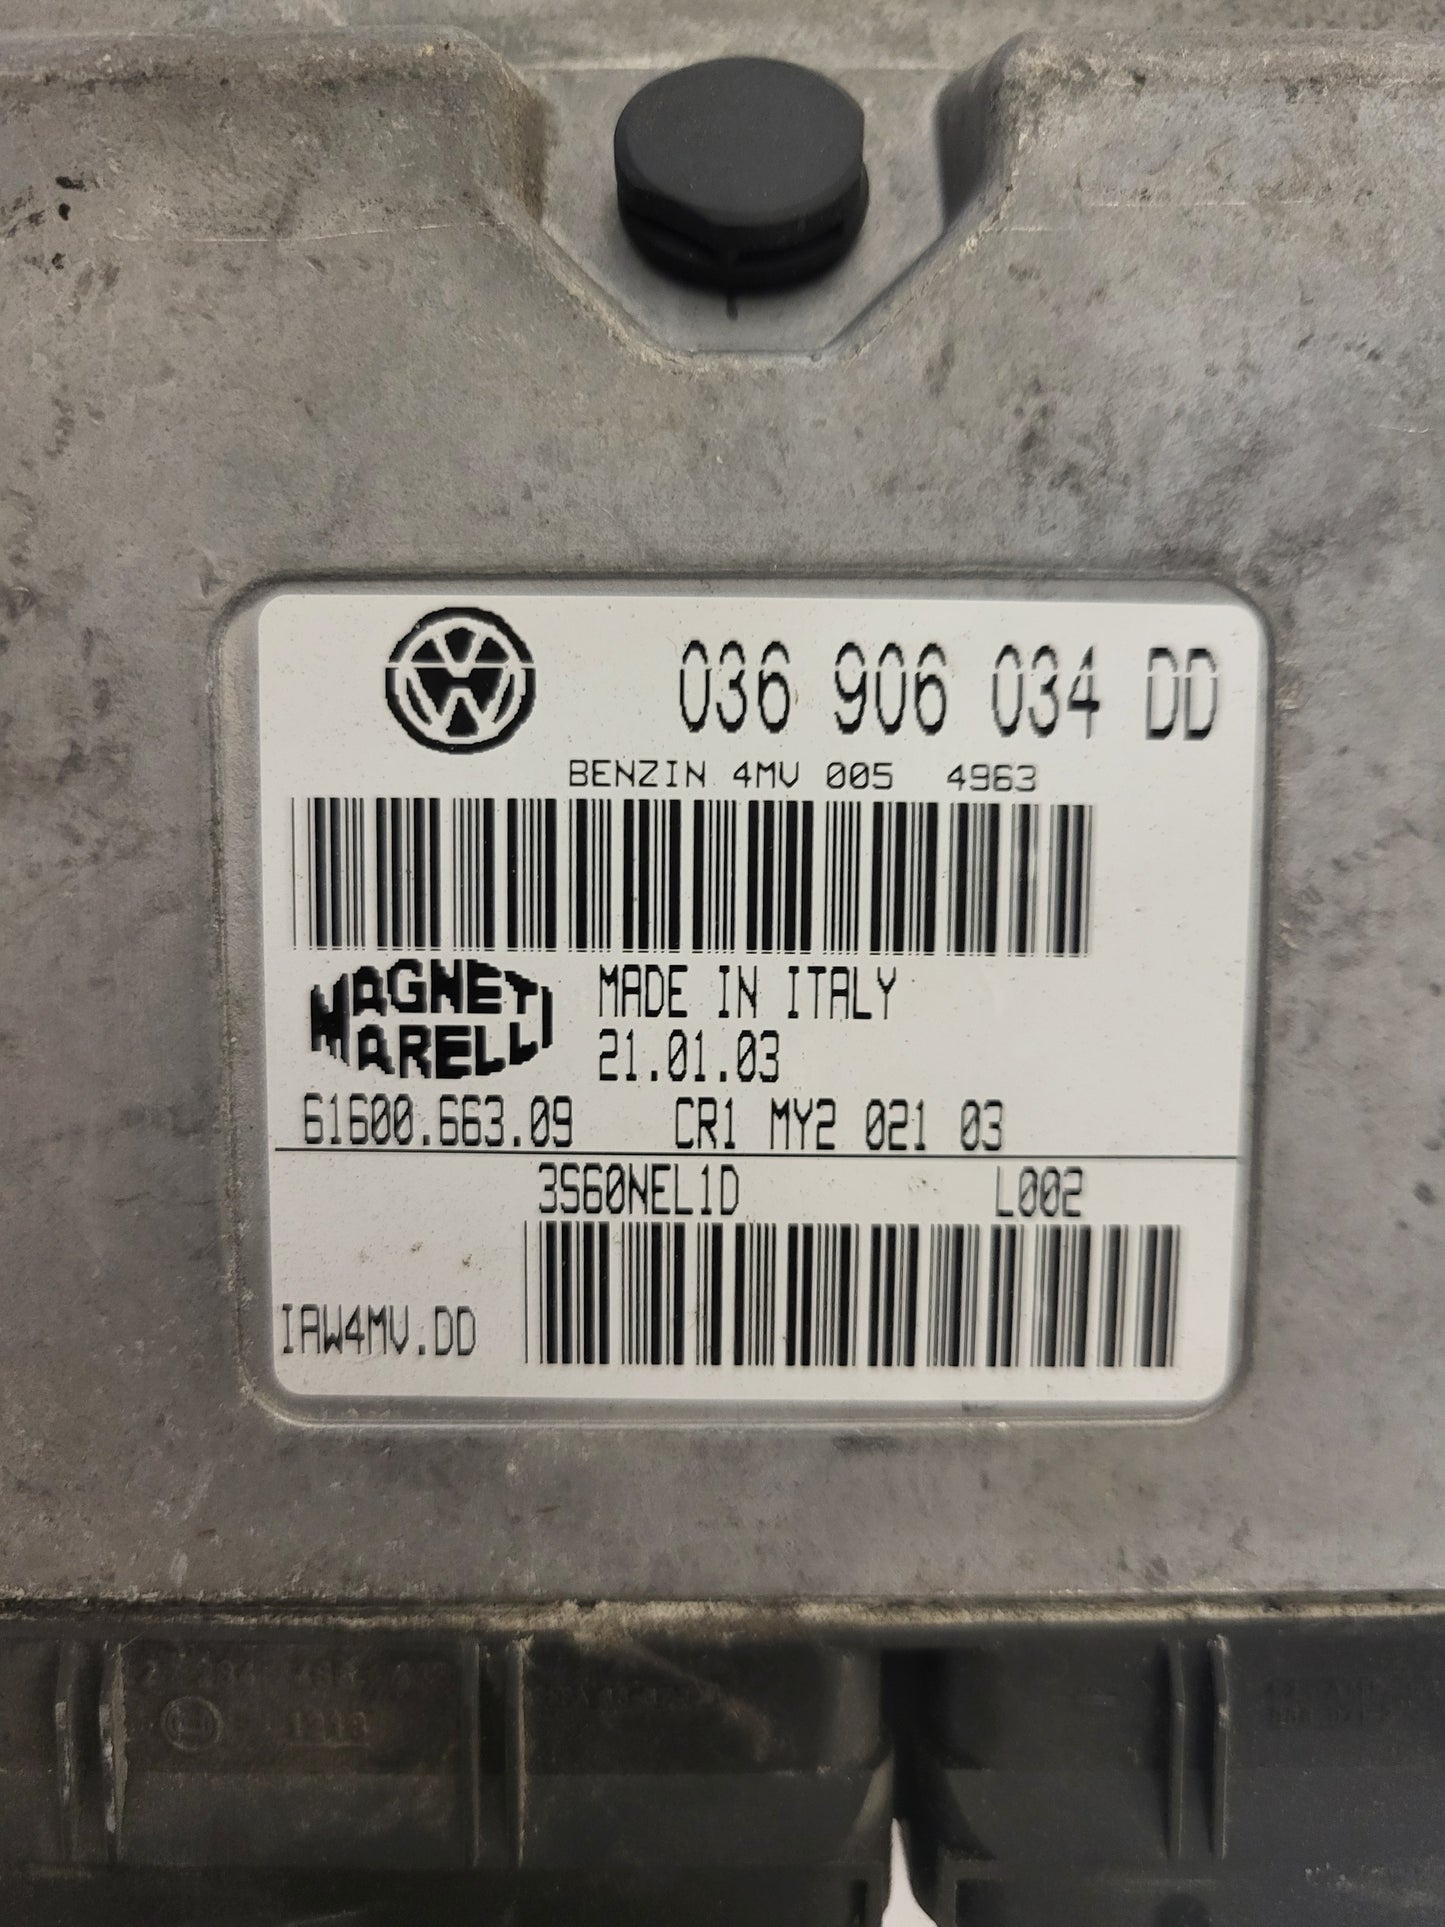 036 906 034 DD
BENZIN 4MV 005 4963
MAGNETI
MARELLI
MADE IN ITALY
21.01.03
61600.663.09 CR1 MY2 021 03
3S60NEL1D L002
IAW4MV.DD
1218